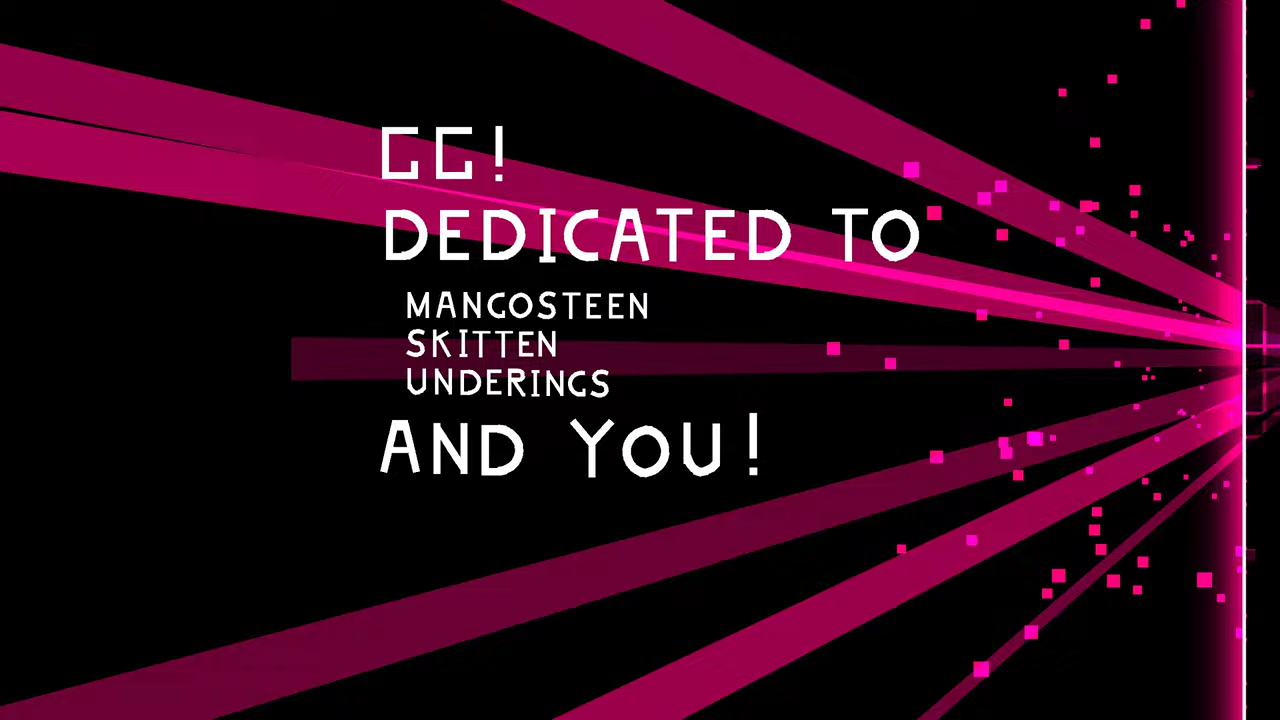 GG!
DEDICATED TO
MANGOSTEEN
SKITTEN
UNDERINGS
AND YOU!